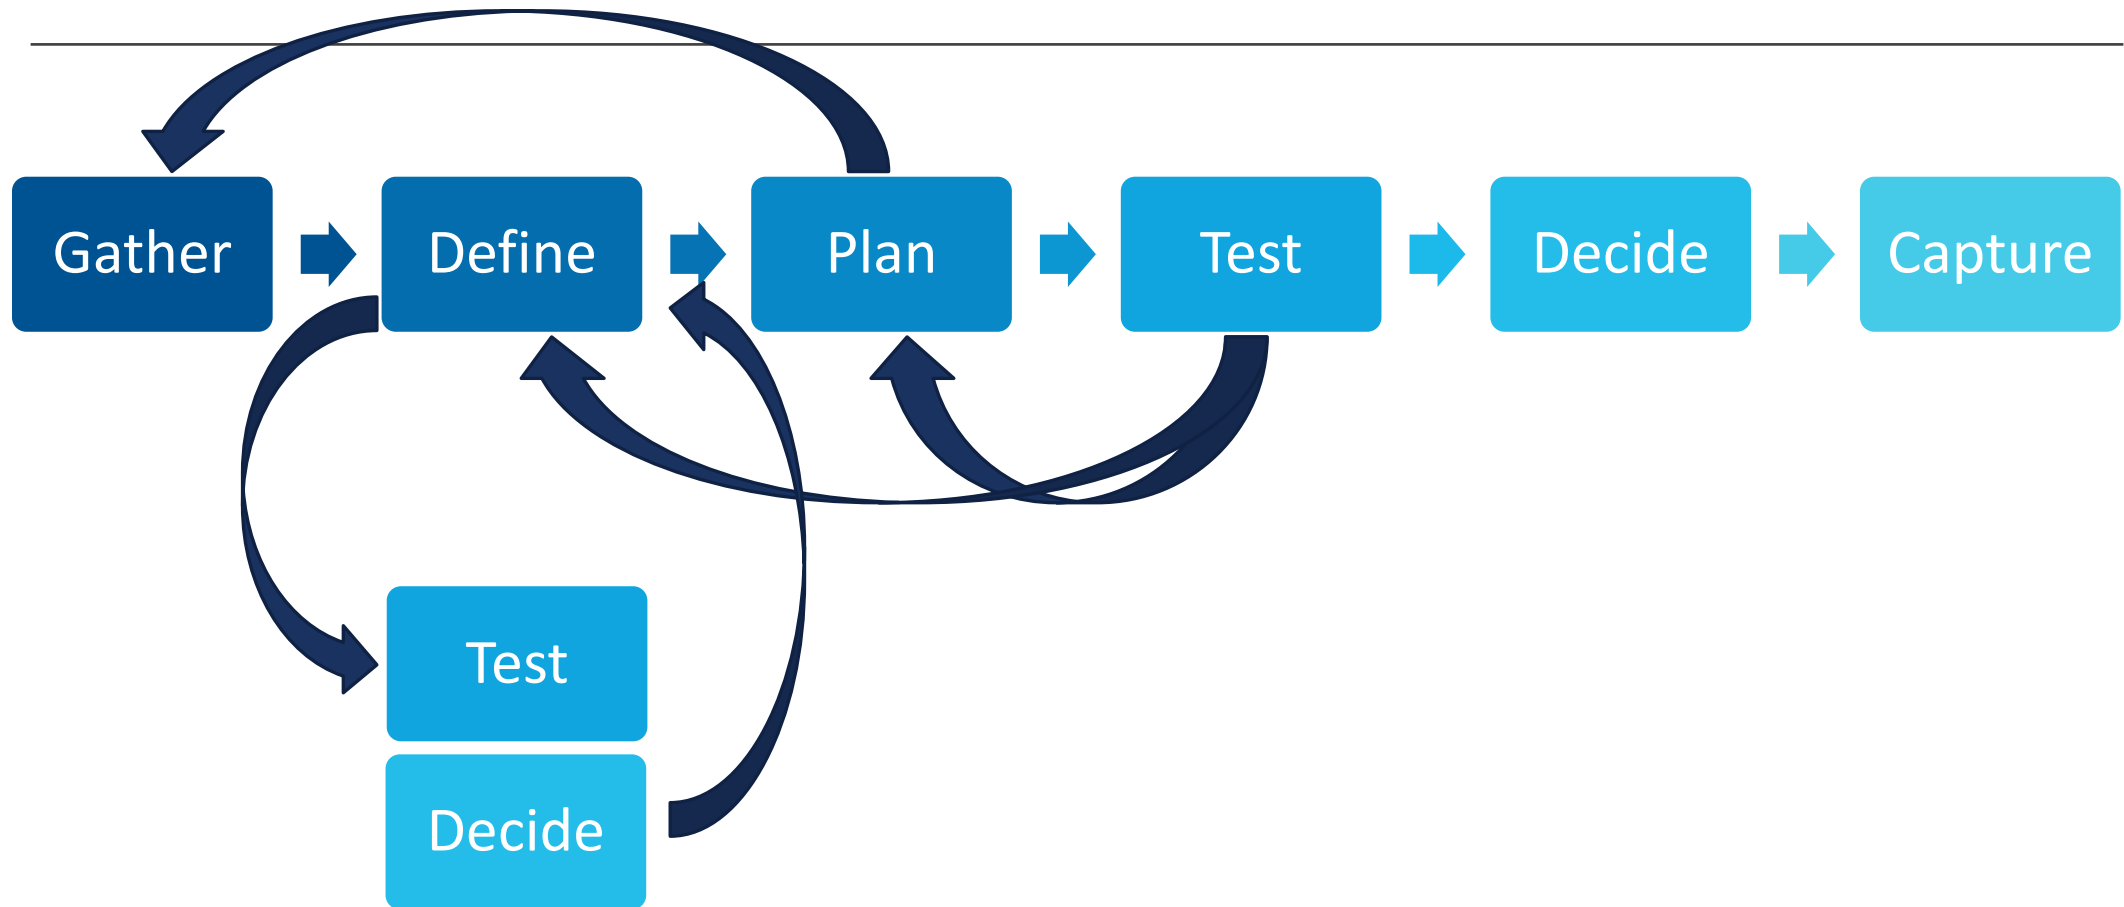 Gather
Define
Plan
Test
Decide
Capture
Test
Decide